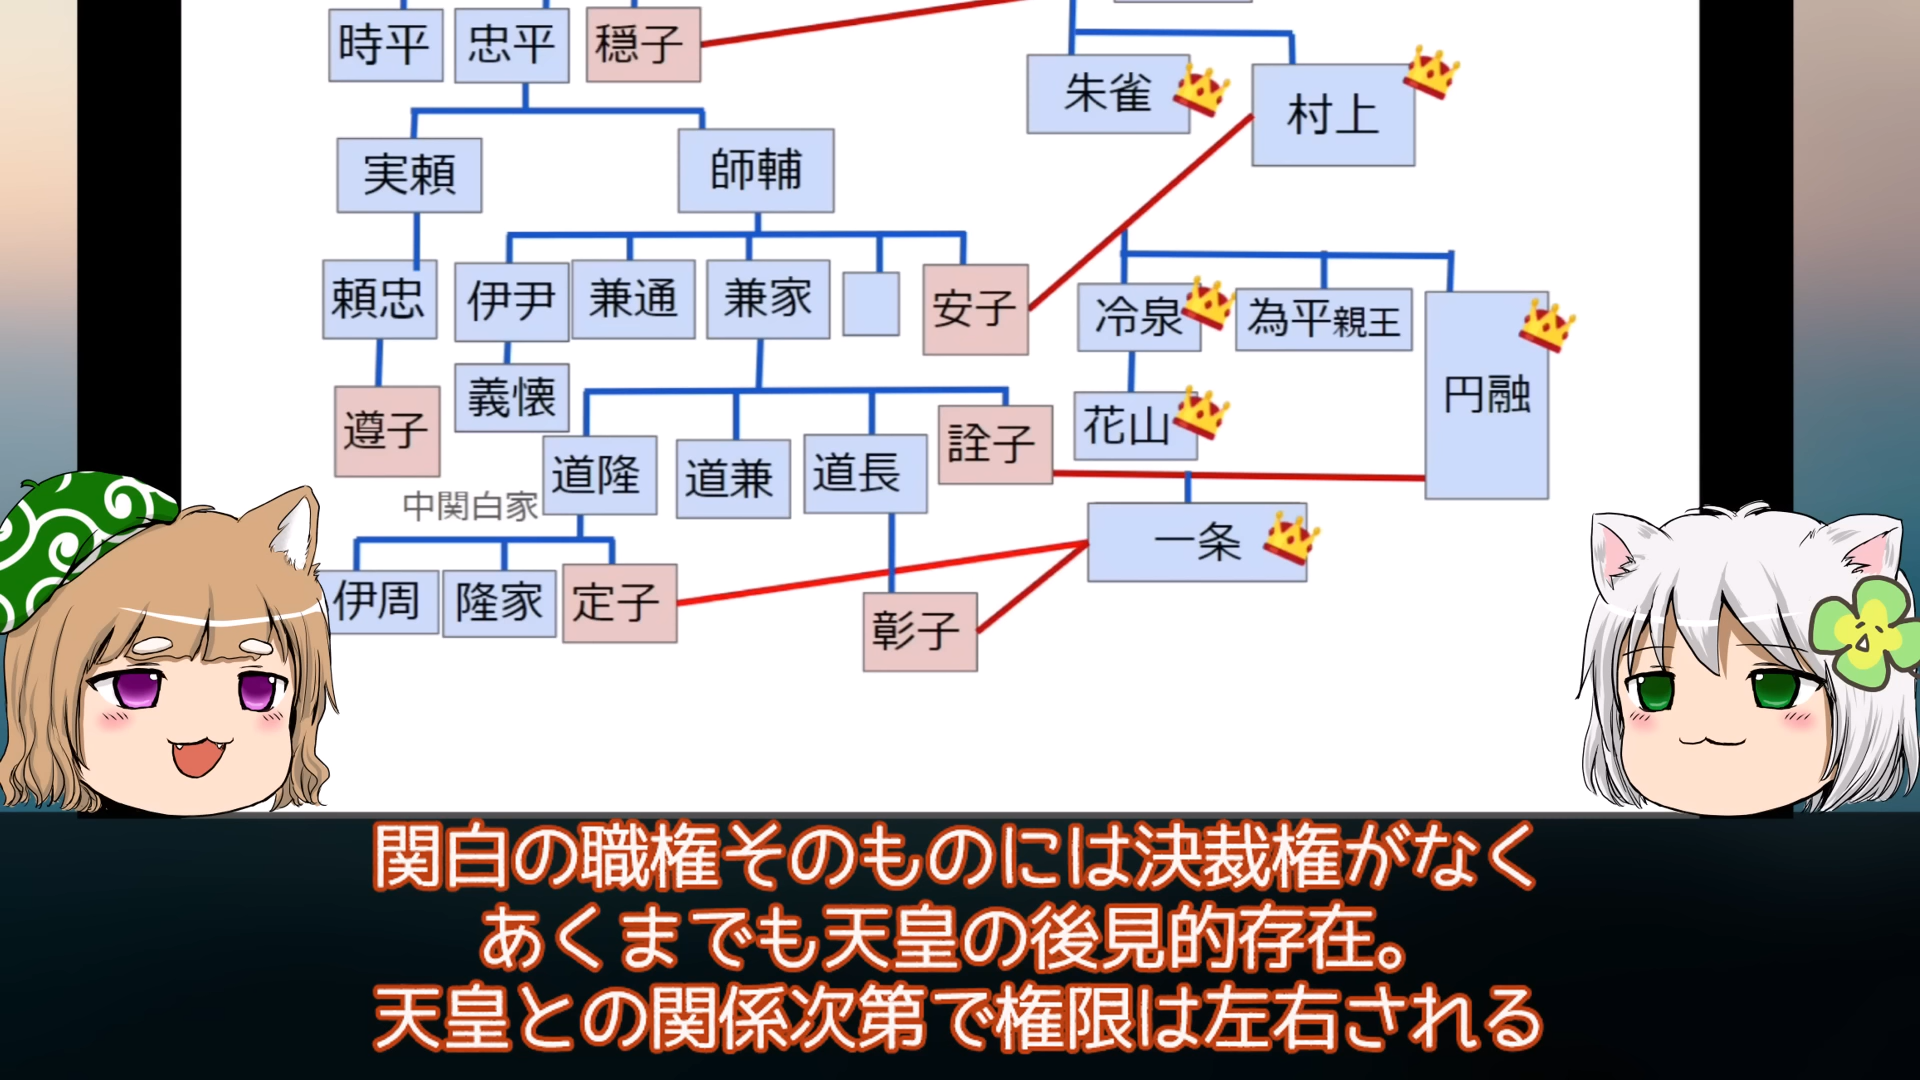 時平
忠平
穏子
朱雀
村上
実頼
師輔
頼忠
伊尹
兼通
兼家
安子
冷泉
為平親王
円融
遵子
義懐
花山
道隆
道兼
道長
詮子
中関白家
一条
伊周
隆家
定子
彰子
関白の職権そのものには決裁権がなく
あくまでも天皇の後見的存在。
天皇との関係次第で権限は左右される